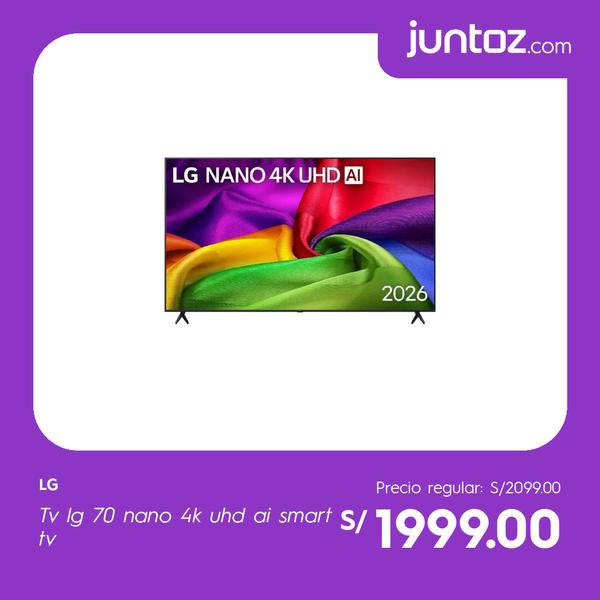 juntoz.com
LG NANO 4K UHD AI
2026
LG
Precio regular: S/2099.00
Tv lg 70 nano 4k uhd ai smart
tv
S/ 1999.00